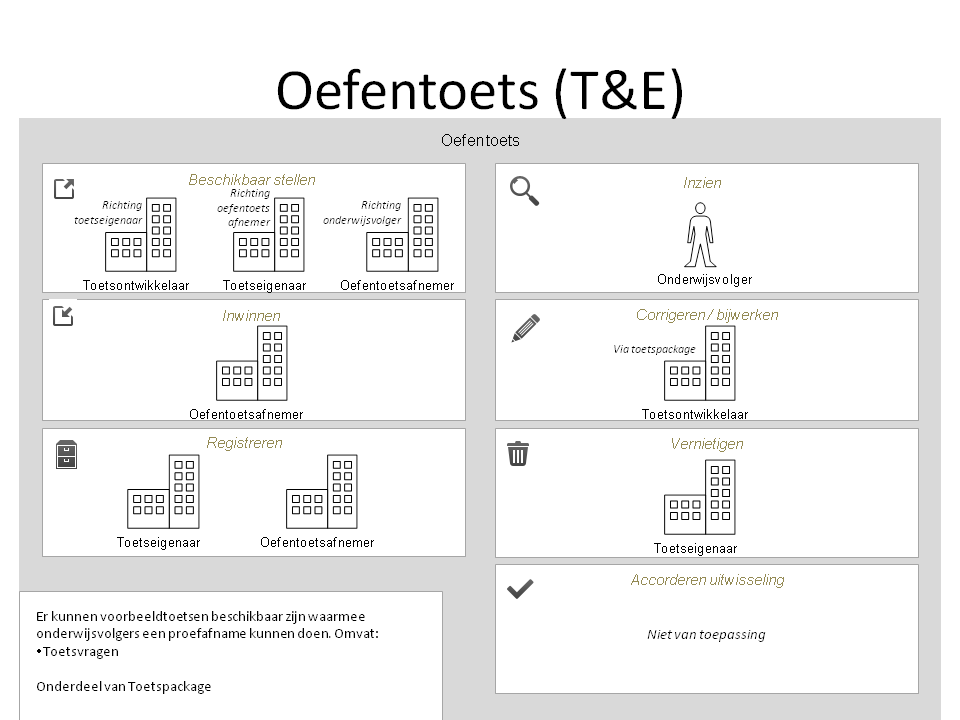 Oefentoets (T&E)
Oefentoets
Beschikbaar stellen
Richting
toetseigenaar
Richting
oefentoets
afnemer
Richting
onderwijsvolger
Toetsontwikkelaar
Toetseigenaar
Oefentoetsafnemer
Inwinnen
Oefentoetsafnemer
Registreren
Toetseigenaar
Oefentoetsafnemer
Er kunnen voorbeeldtoetsen beschikbaar zijn waarmee
onderwijsvolgers een proefafname kunnen doen. Omvat:
•Toetsvragen
Onderdeel van Toetspackage
Inzien
Onderwijsvolger
Corrigeren / bijwerken
Via toetspackage
Toetsontwikkelaar
Vernietigen
Toetseigenaar
Accorderen uitwisseling
Niet van toepassing